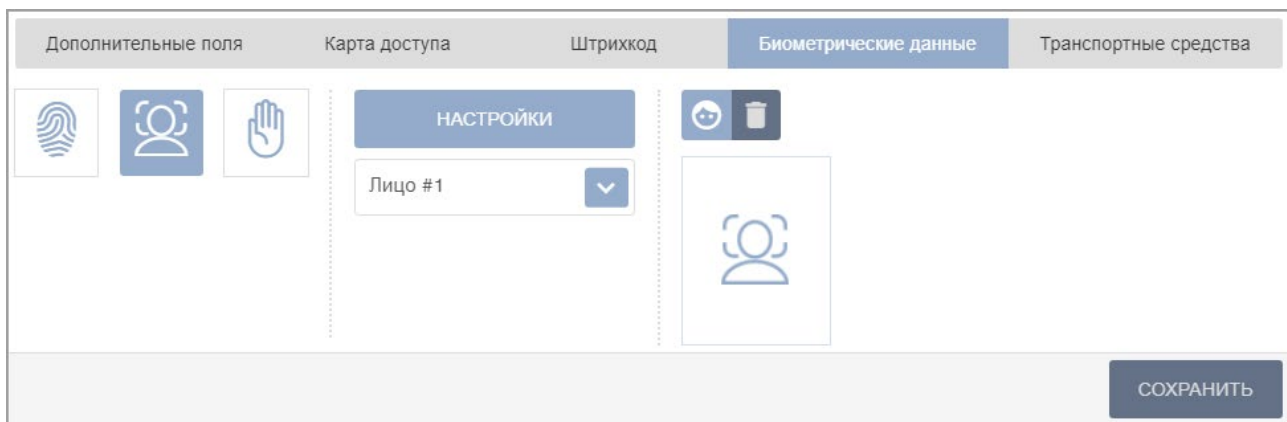 Дополнительные поля Карта доступа Штрихкод Биометрические данные Транспортные средства
НАСТРОЙКИ
Лицо #1
СОХРАНИТЬ